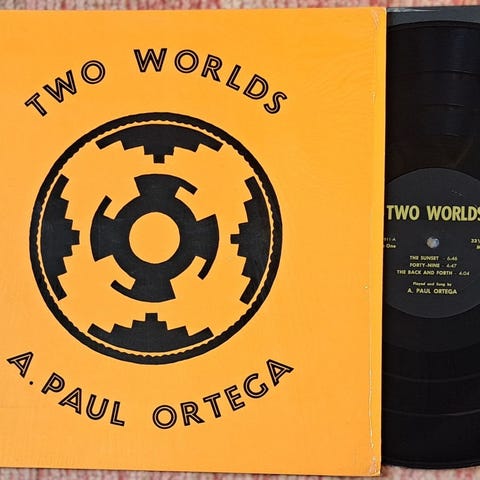 TWO WORLDS
A. PAUL ORTEGA
TWO WORLDS
THE SUNSET - 6:46
FORTY-NINE - 4:47
THE BACK AND FORTH - 4:04
Played and Sung by
A. PAUL ORTEGA